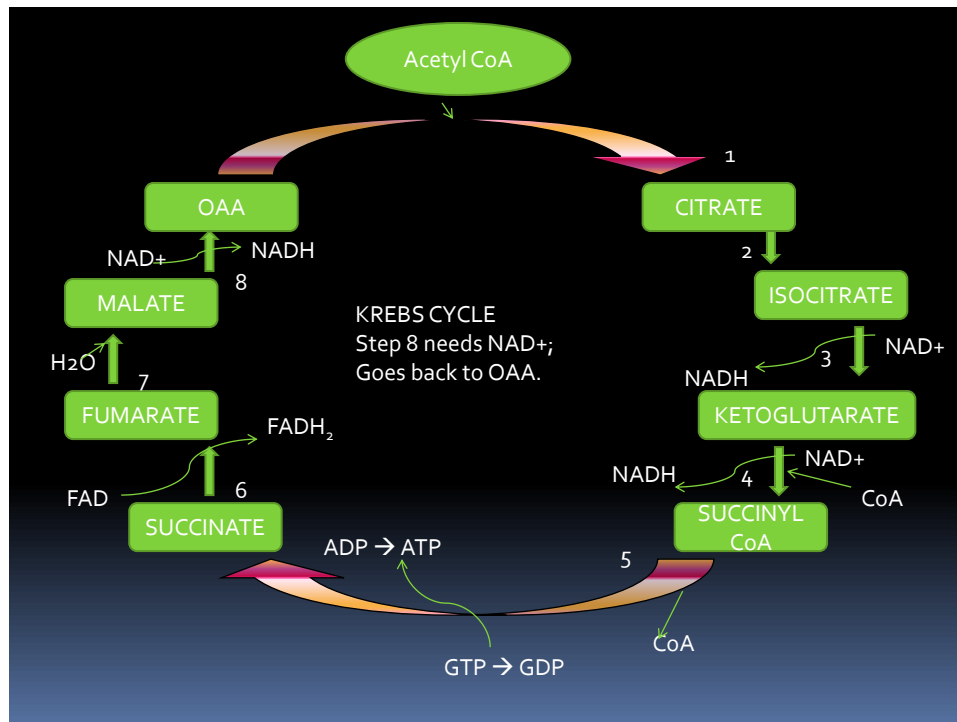 Acetyl CoA
1
OAA
CITRATE
NAD+
NADH
8
2
MALATE
ISOCITRATE
KREBS CYCLE
Step 8 needs NAD+;
Goes back to OAA.
H2O
7
3
NAD+
NADH
FUMARATE
KETOGLUTARATE
FADH₂
FAD
6
NADH
4
NAD+
CoA
SUCCINATE
SUCCINYL
CoA
ADP → ATP
5
GTP → GDP
CoA